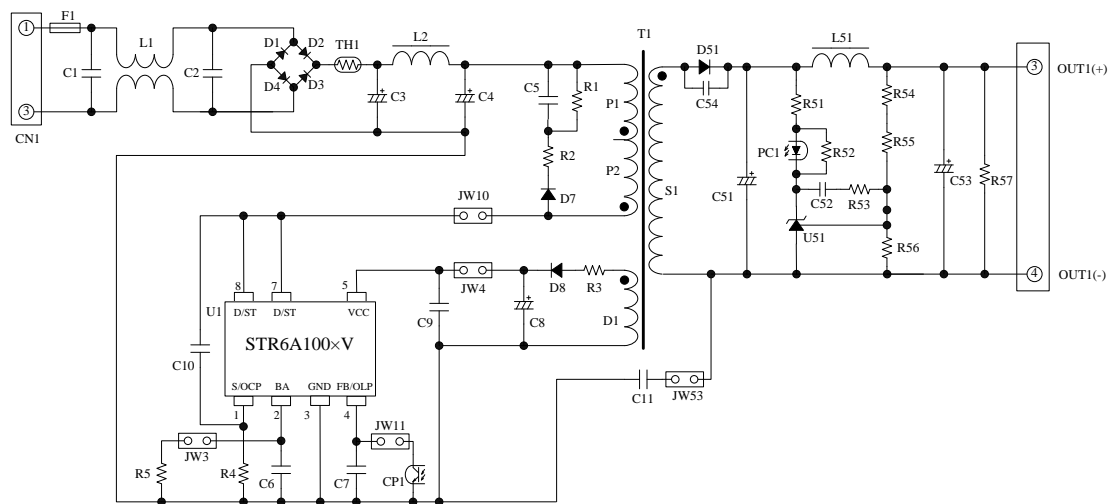 F1
L1
L2
T1
L51
1
D1
D2
TH1
D51
3
OUT1(+)
C1
C2
D4
D3
C3
C4
C5
R1
P1
C54
R51
R54
3
CN1
R2
P2
PC1
R52
R55
C53
R57
S1
C51
D7
C52
R53
JW10
U51
R56
4
OUT1(-)
JW4
D8
R3
8
7
5
U1
D/ST
D/ST
VCC
C9
C8
D1
STR6A100×V
C10
S/OCP
BA
GND
FB/OLP
C11
JW53
1
2
3
4
JW11
JW3
R5
R4
C6
C7
CP1